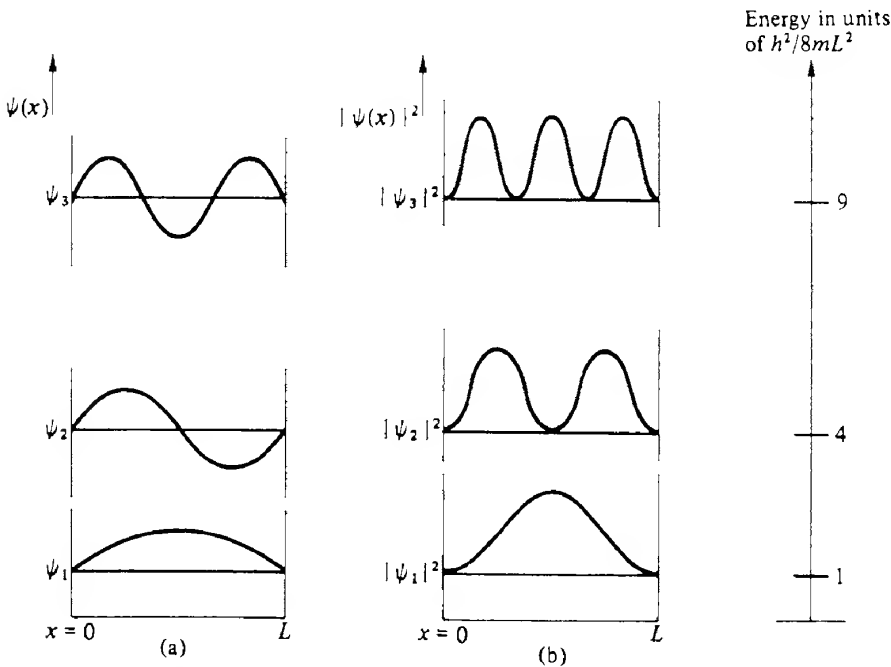 Energy in units
of h²/8mL²
ψ(x)
|ψ(x)|²
ψ₃
|ψ₃|²
9
ψ₂
|ψ₂|²
4
ψ₁
|ψ₁|²
1
x = 0
L
x = 0
L
(a)
(b)